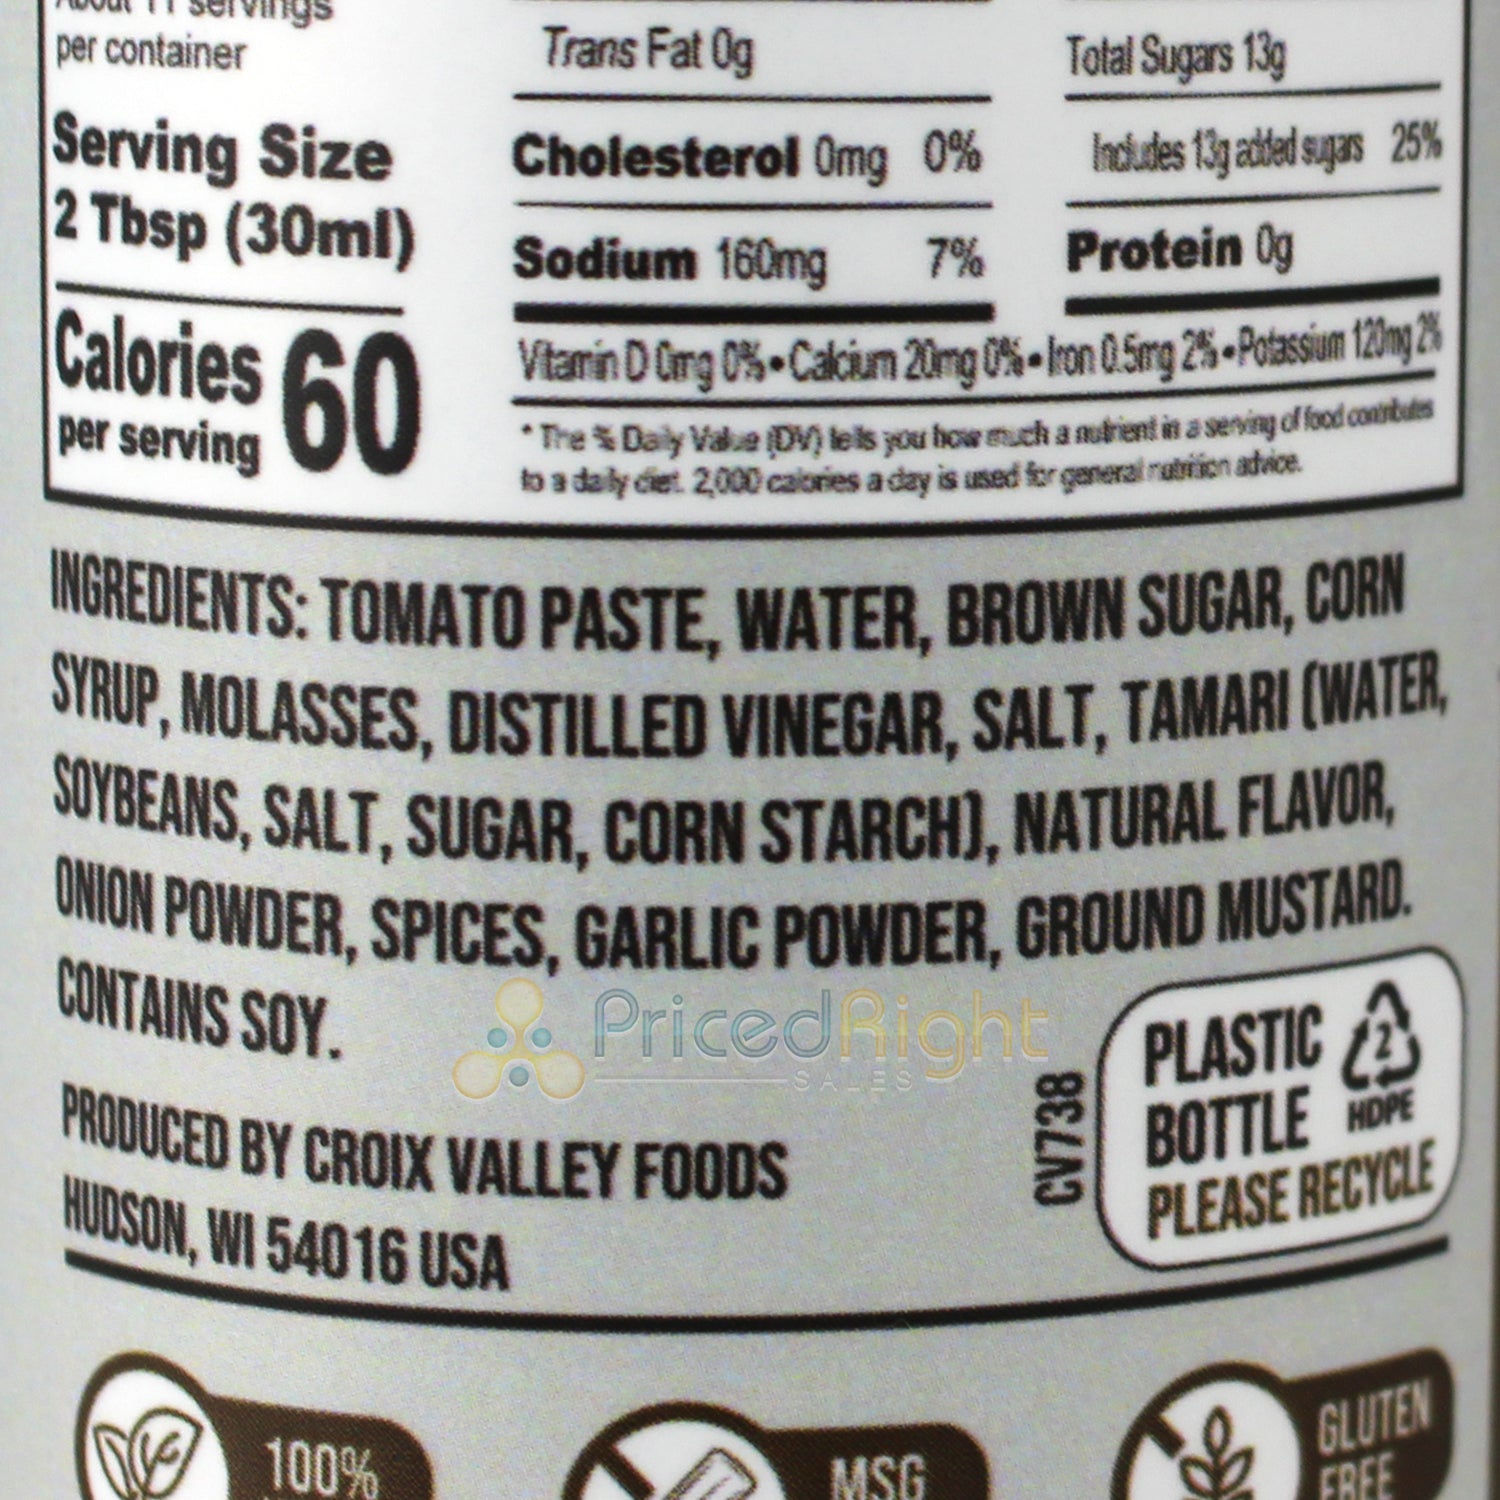 About 11 servings
per container
Serving Size
2 Tbsp (30ml)
Calories
per serving
60
Trans Fat 0g
Cholesterol 0mg 0%
Sodium 160mg 7%
Total Sugars 13g
Includes 13g added sugars 25%
Protein 0g
Vitamin D 0mg 0% • Calcium 20mg 0% • Iron 0.5mg 2% • Potassium 120mg 2%
* The % Daily Value (DV) tells you how much a nutrient in a serving of food contributes
to a daily diet. 2,000 calories a day is used for general nutrition advice.
INGREDIENTS: TOMATO PASTE, WATER, BROWN SUGAR, CORN
SYRUP, MOLASSES, DISTILLED VINEGAR, SALT, TAMARI (WATER,
SOYBEANS, SALT, SUGAR, CORN STARCH), NATURAL FLAVOR,
ONION POWDER, SPICES, GARLIC POWDER, GROUND MUSTARD.
CONTAINS SOY.
PricedRight
SALES
PRODUCED BY CROIX VALLEY FOODS
HUDSON, WI 54016 USA
CV738
PLASTIC
BOTTLE
PLEASE RECYCLE
2
HDPE
100%
MSG
GLUTEN
FREE